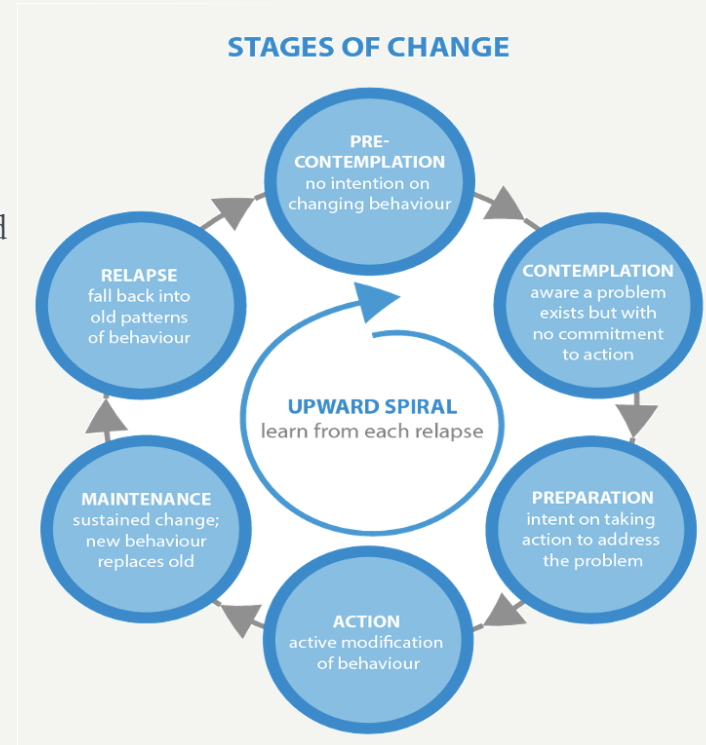 STAGES OF CHANGE
PRE-
CONTEMPLATION
no intention on
changing behaviour
CONTEMPLATION
aware a problem
exists but with
no commitment
to action
PREPARATION
intent on taking
action to address
the problem
ACTION
active modification
of behaviour
MAINTENANCE
sustained change;
new behaviour
replaces old
RELAPSE
fall back into
old patterns
of behaviour
UPWARD SPIRAL
learn from each relapse